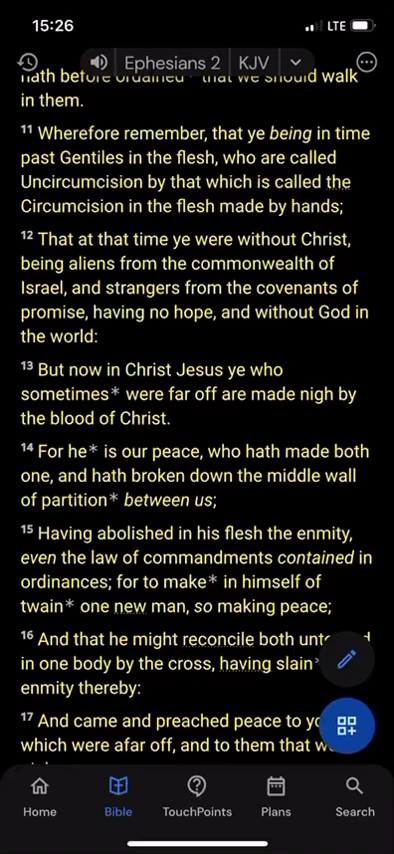 15:26
LTE
Ephesians 2 KJV
hath before ordained that we should walk
in them.
11 Wherefore remember, that ye being in time
past Gentiles in the flesh, who are called
Uncircumcision by that which is called the
Circumcision in the flesh made by hands;
12 That at that time ye were without Christ,
being aliens from the commonwealth of
Israel, and strangers from the covenants of
promise, having no hope, and without God in
the world:
13 But now in Christ Jesus ye who
sometimes* were far off are made nigh by
the blood of Christ.
14 For he* is our peace, who hath made both
one, and hath broken down the middle wall
of partition* between us;
15 Having abolished in his flesh the enmity,
even the law of commandments contained in
ordinances; for to make* in himself of
twain* one new man, so making peace;
16 And that he might reconcile both
in one body by the cross, having slain*
enmity thereby:
17 And came and preached peace to
which were afar off, and to them that
Home Bible TouchPoints Plans Search